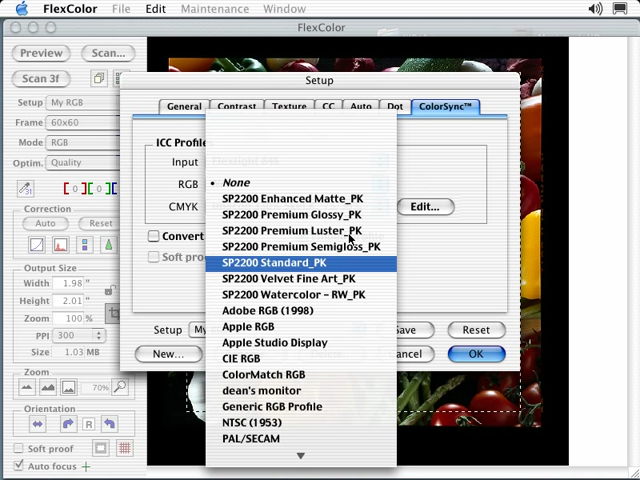 FlexColor File Edit Maintenance Window
FlexColor
Preview Scan...
Scan 3f
Setup My RGB
Frame 60x60
Mode RGB
Optim. Quality
0 0
Correction
Auto Reset
Output Size
Width 1.98"
Height 2.01"
Zoom 100 %
PPI 300
Size 1.03 MB
Zoom
70%
Orientation
R
Soft proof
Auto focus
Setup
General Contrast Texture CC Auto Dot ColorSync™
ICC Profiles
Input
RGB
CMYK Edit...
Convert
Soft proof
Setup My Save Reset
New... Cancel OK
• None
SP2200 Enhanced Matte_PK
SP2200 Premium Glossy_PK
SP2200 Premium Luster_PK
SP2200 Premium Semigloss_PK
SP2200 Standard_PK
SP2200 Velvet Fine Art_PK
SP2200 Watercolor - RW_PK
Adobe RGB (1998)
Apple RGB
Apple Studio Display
CIE RGB
ColorMatch RGB
dean's monitor
Generic RGB Profile
NTSC (1953)
PAL/SECAM